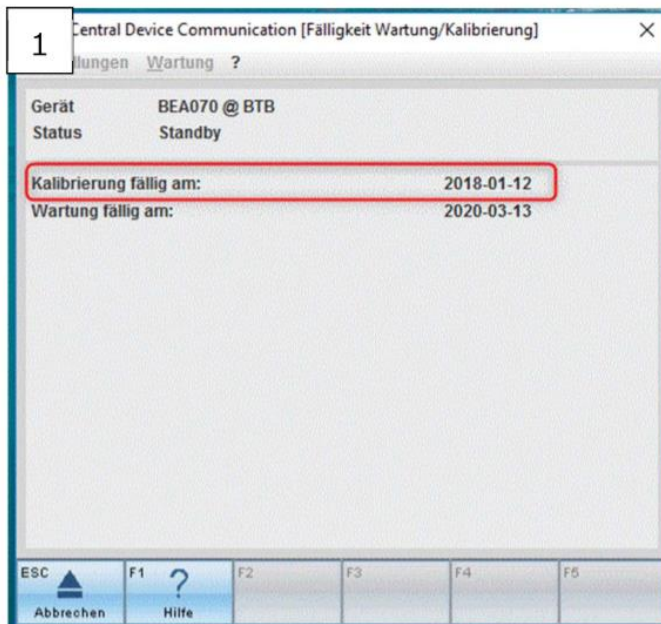 1
Central Device Communication [Fälligkeit Wartung/Kalibrierung]
Wartung ?
Gerät BEA070 @ BTB
Status Standby
Kalibrierung fällig am: 2018-01-12
Wartung fällig am: 2020-03-13
ESC F1 ? F2 F3 F4 F5
Abbrechen Hilfe